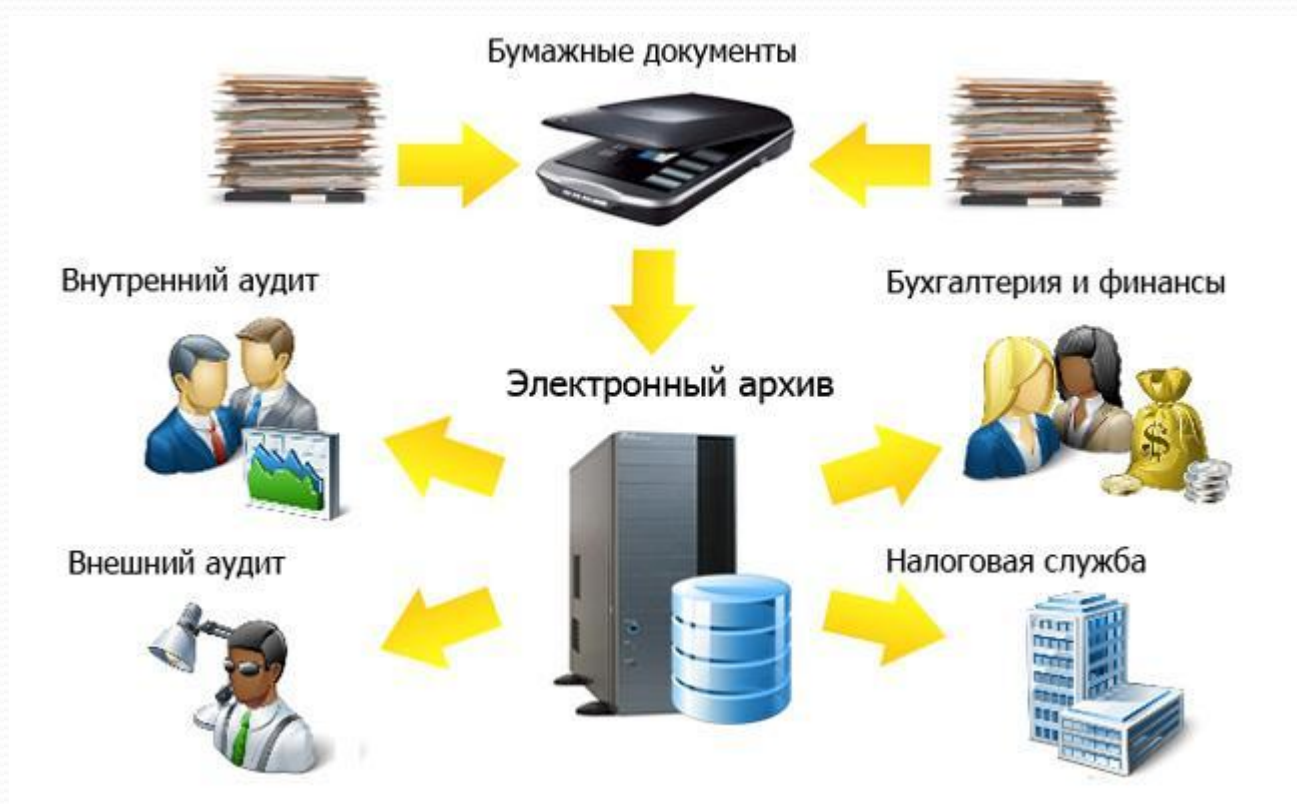 Бумажные документы
Внутренний аудит
Бухгалтерия и финансы
Электронный архив
Внешний аудит
Налоговая служба
$